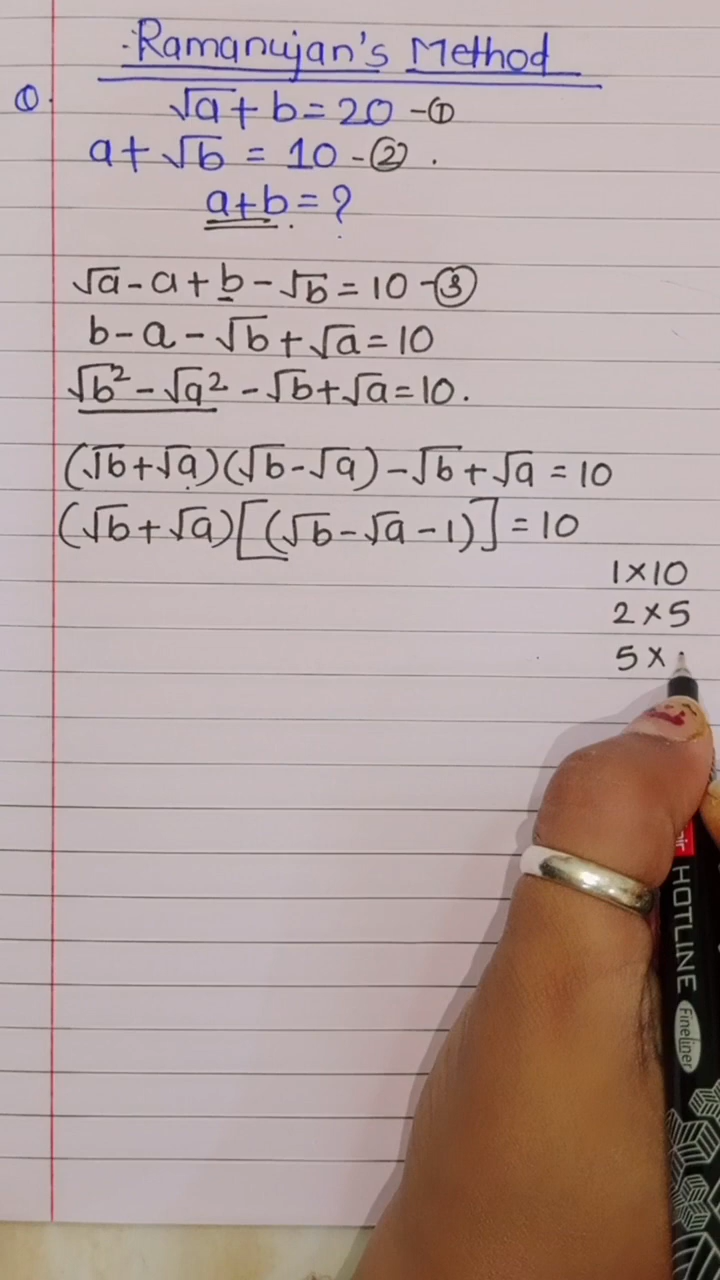 Ramanujan's Method
① √a + b = 20 - ①
a + √b = 10 - ② .
a+b = ?
√a - a + b - √b = 10 - ③
b - a - √b + √a = 10
√b² - √a² - √b + √a = 10.
(√b + √a)(√b - √a) - √b + √a = 10
(√b + √a)[(√b - √a - 1)] = 10
1 × 10
2 × 5
5 ×
HOTLINE
Fineliner